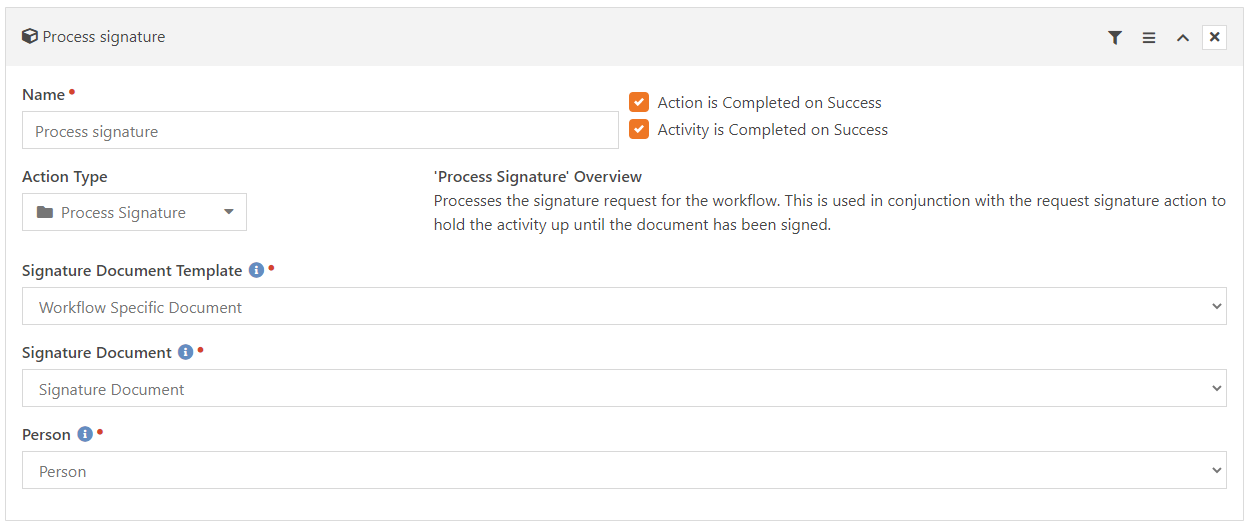 Process signature
Name
Process signature
Action is Completed on Success
Activity is Completed on Success
Action Type
Process Signature
'Process Signature' Overview
Processes the signature request for the workflow. This is used in conjunction with the request signature action to
hold the activity up until the document has been signed.
Signature Document Template
Workflow Specific Document
Signature Document
Signature Document
Person
Person